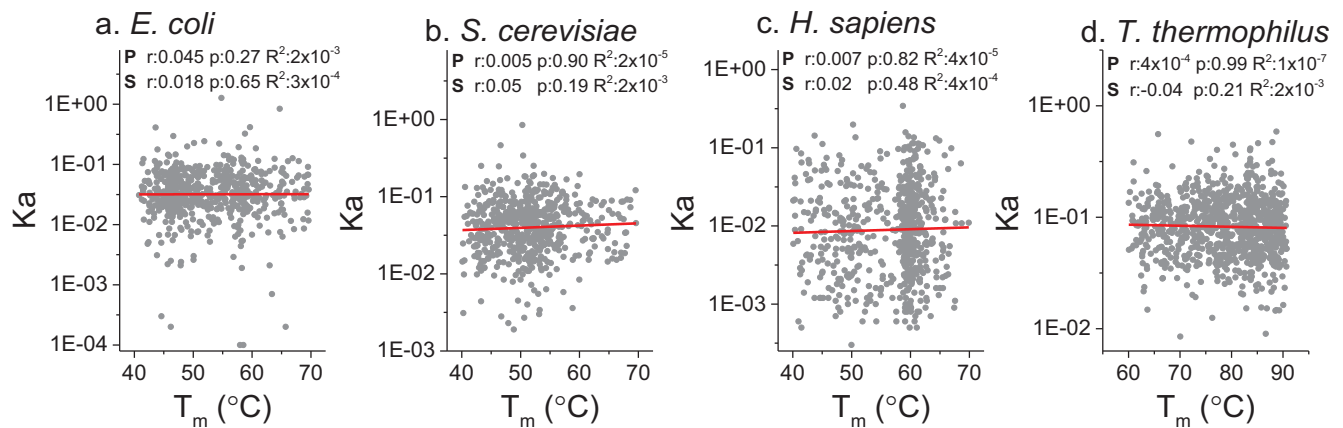 a. E. coli
P r:0.045 p:0.27 R²:2x10⁻³
S r:0.018 p:0.65 R²:3x10⁻⁴
1E+00
1E-01
1E-02
1E-03
1E-04
Ka
40 50 60 70
Tₘ (°C)
b. S. cerevisiae
P r:0.005 p:0.90 R²:2x10⁻⁵
S r:0.05 p:0.19 R²:2x10⁻³
1E+00
1E-01
1E-02
1E-03
Ka
40 50 60 70
Tₘ (°C)
c. H. sapiens
P r:0.007 p:0.82 R²:4x10⁻⁵
S r:0.02 p:0.48 R²:4x10⁻⁴
1E+00
1E-01
1E-02
1E-03
Ka
40 50 60 70
Tₘ (°C)
d. T. thermophilus
P r:4x10⁻⁴ p:0.99 R²:1x10⁻⁷
S r:-0.04 p:0.21 R²:2x10⁻³
1E+00
1E-01
1E-02
Ka
60 70 80 90
Tₘ (°C)